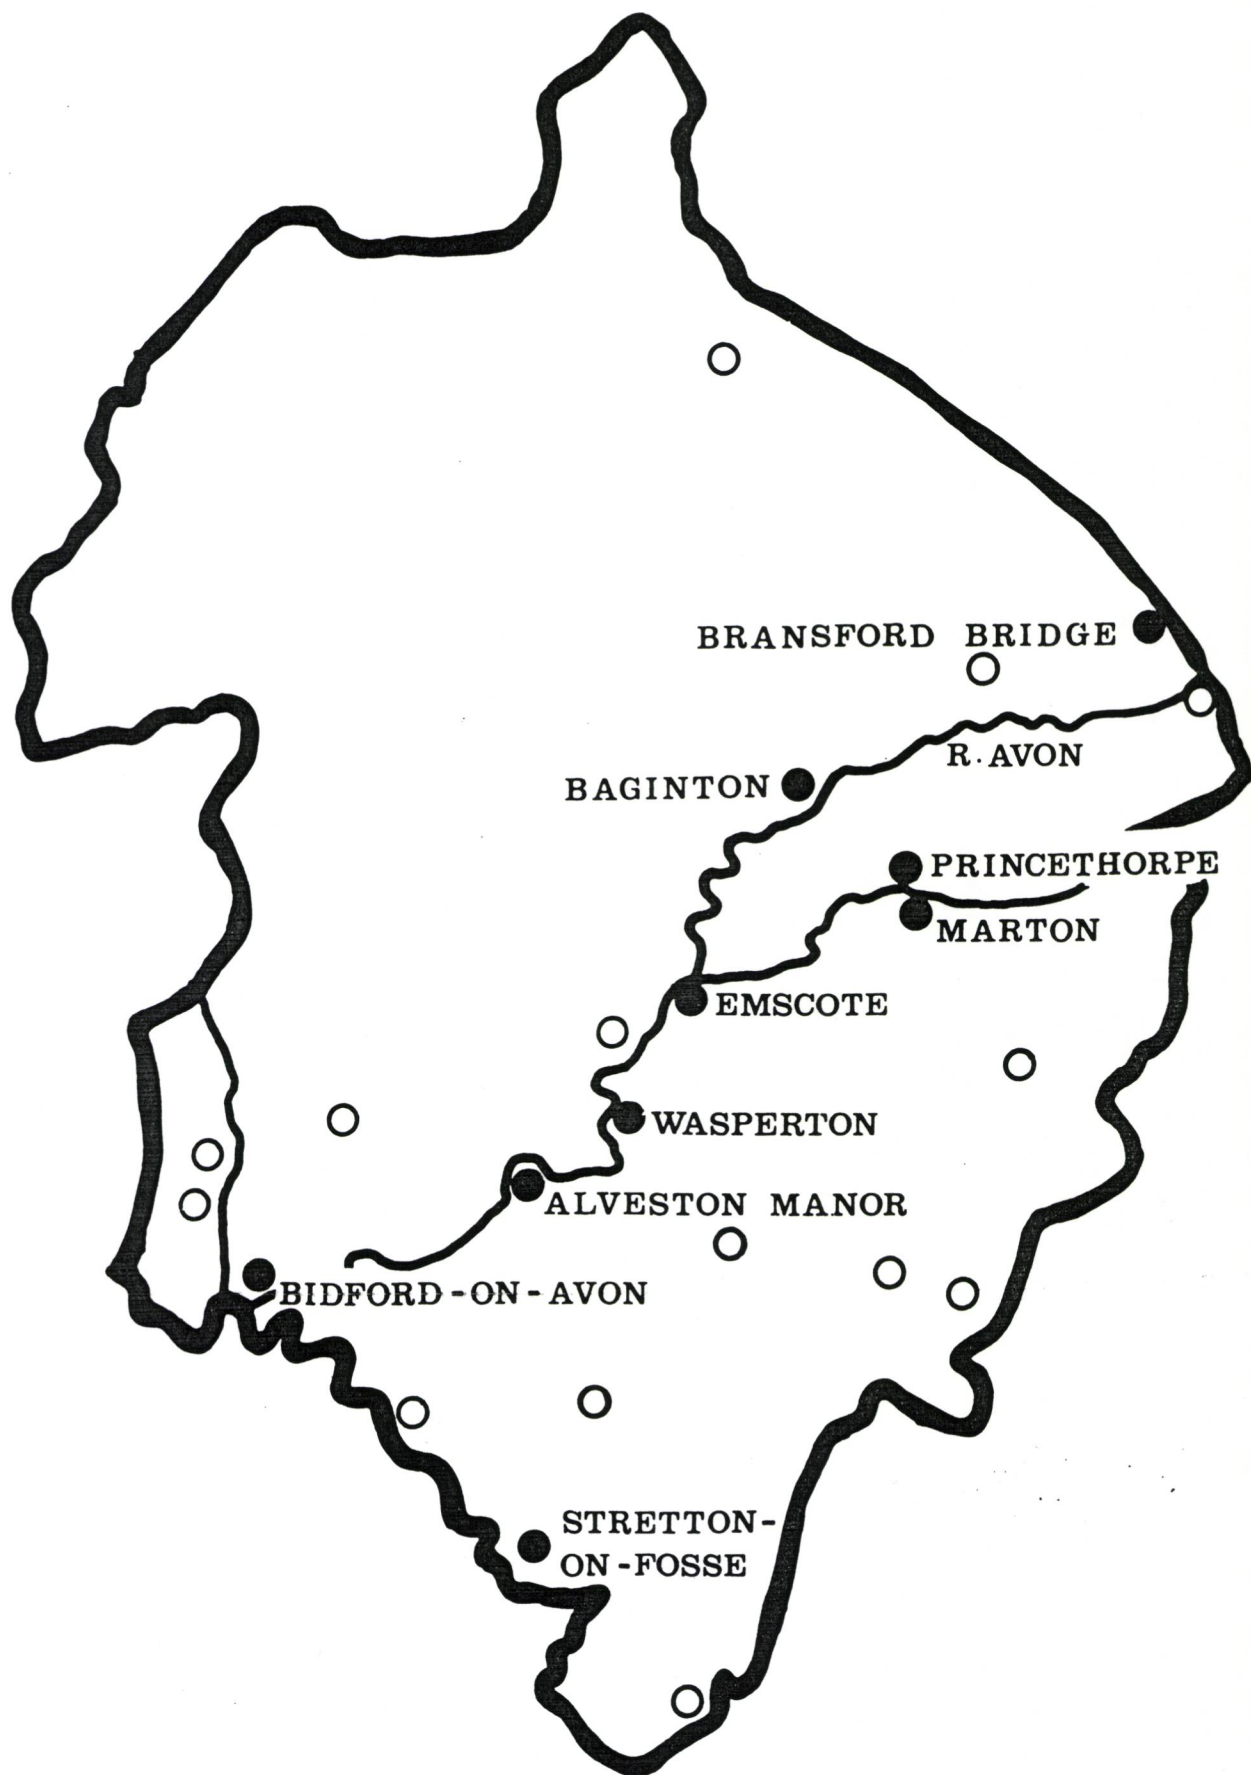 BRANSFORD BRIDGE
R. AVON
BAGINTON
PRINCETHORPE
MARTON
EMSCOTE
WASPERTON
ALVESTON MANOR
BIDFORD-ON-AVON
STRETTON-
ON-FOSSE